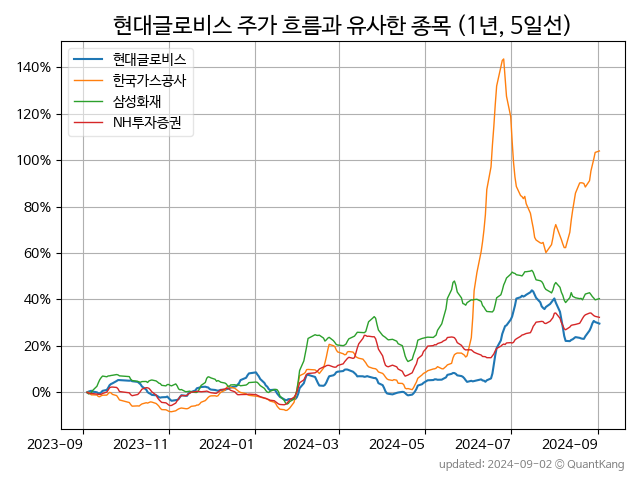 현대글로비스 주가 흐름과 유사한 종목 (1년, 5일선)
현대글로비스
한국가스공사
삼성화재
NH투자증권
140%
120%
100%
80%
60%
40%
20%
0%
2023-09 2023-11 2024-01 2024-03 2024-05 2024-07 2024-09
updated: 2024-09-02 © QuantKang